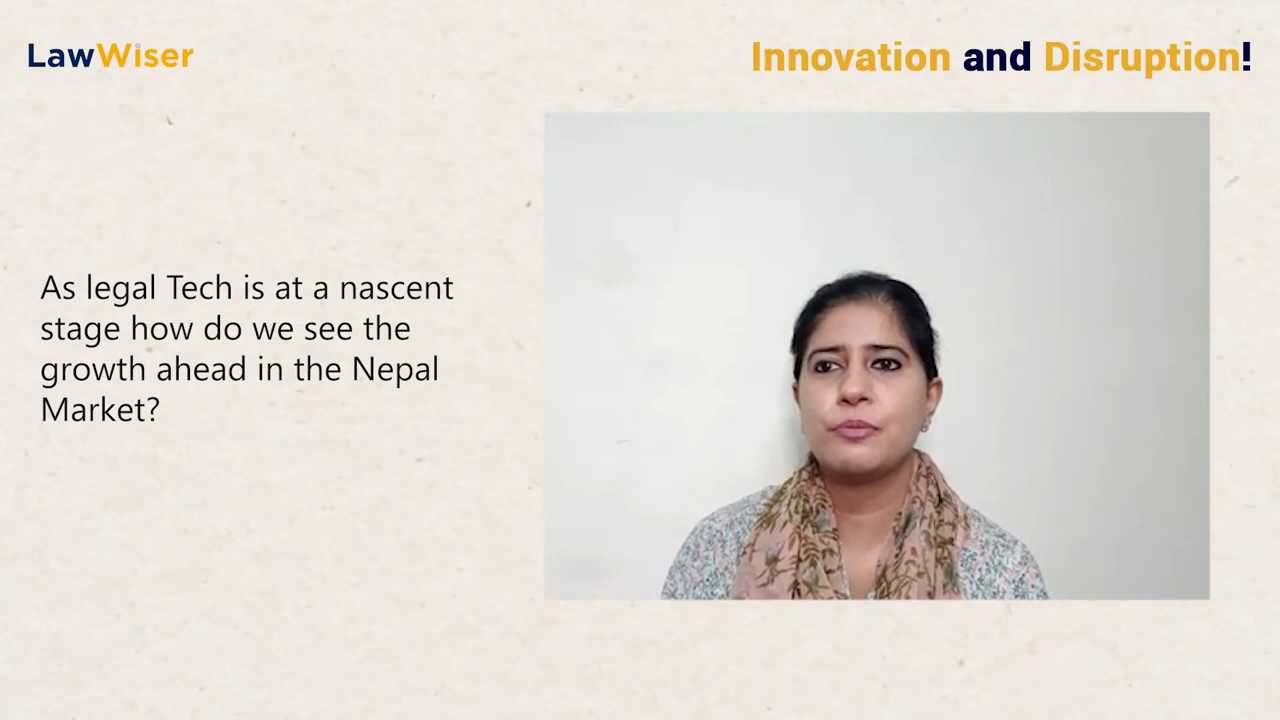 LawWiser
Innovation and Disruption!
As legal Tech is at a nascent
stage how do we see the
growth ahead in the Nepal
Market?